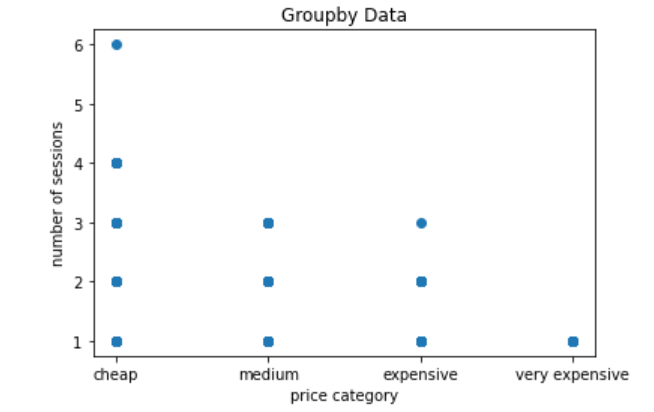 Groupby Data
number of sessions
6
5
4
3
2
1
cheap medium expensive very expensive
price category